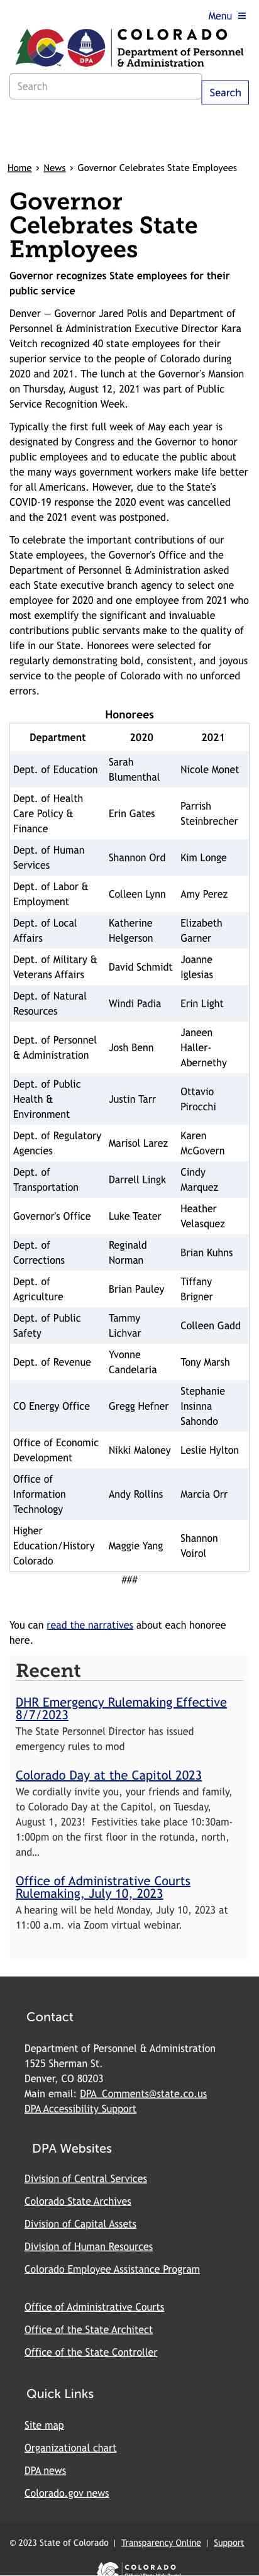 Menu ≡
COLORADO
Department of Personnel
& Administration
DPA
Search
Search
Home › News › Governor Celebrates State Employees
Governor
Celebrates State
Employees
Governor recognizes State employees for their
public service
Denver — Governor Jared Polis and Department of
Personnel & Administration Executive Director Kara
Veitch recognized 40 state employees for their
superior service to the people of Colorado during
2020 and 2021. The lunch at the Governor's Mansion
on Thursday, August 12, 2021 was part of Public
Service Recognition Week.
Typically the first full week of May each year is
designated by Congress and the Governor to honor
public employees and to educate the public about
the many ways government workers make life better
for all Americans. However, due to the State's
COVID-19 response the 2020 event was cancelled
and the 2021 event was postponed.
To celebrate the important contributions of our
State employees, the Governor's Office and the
Department of Personnel & Administration asked
each State executive branch agency to select one
employee for 2020 and one employee from 2021 who
most exemplify the significant and invaluable
contributions public servants make to the quality of
life in our State. Honorees were selected for
regularly demonstrating bold, consistent, and joyous
service to the people of Colorado with no unforced
errors.
Honorees
Department 2020 2021
Dept. of Education Sarah Blumenthal Nicole Monet
Dept. of Health Care Policy & Finance Erin Gates Parrish Steinbrecher
Dept. of Human Services Shannon Ord Kim Longe
Dept. of Labor & Employment Colleen Lynn Amy Perez
Dept. of Local Affairs Katherine Helgerson Elizabeth Garner
Dept. of Military & Veterans Affairs David Schmidt Joanne Iglesias
Dept. of Natural Resources Windi Padia Erin Light
Dept. of Personnel & Administration Josh Benn Janeen Haller-Abernethy
Dept. of Public Health & Environment Justin Tarr Ottavio Pirocchi
Dept. of Regulatory Agencies Marisol Larez Karen McGovern
Dept. of Transportation Darrell Lingk Cindy Marquez
Governor's Office Luke Teater Heather Velasquez
Dept. of Corrections Reginald Norman Brian Kuhns
Dept. of Agriculture Brian Pauley Tiffany Brigner
Dept. of Public Safety Tammy Lichvar Colleen Gadd
Dept. of Revenue Yvonne Candelaria Tony Marsh
CO Energy Office Gregg Hefner Stephanie Insinna Sahondo
Office of Economic Development Nikki Maloney Leslie Hylton
Office of Information Technology Andy Rollins Marcia Orr
Higher Education/History Colorado Maggie Yang Shannon Voirol
###
You can read the narratives about each honoree
here.
Recent
DHR Emergency Rulemaking Effective
8/7/2023
The State Personnel Director has issued
emergency rules to mod
Colorado Day at the Capitol 2023
We cordially invite you, your friends and family,
to Colorado Day at the Capitol, on Tuesday,
August 1, 2023!  Festivities take place 10:30am-
1:00pm on the first floor in the rotunda, north,
and…
Office of Administrative Courts
Rulemaking, July 10, 2023
A hearing will be held Monday, July 10, 2023 at
11:00 a.m. via Zoom virtual webinar.
Contact
Department of Personnel & Administration
1525 Sherman St.
Denver, CO 80203
Main email: DPA_Comments@state.co.us
DPA Accessibility Support
DPA Websites
Division of Central Services
Colorado State Archives
Division of Capital Assets
Division of Human Resources
Colorado Employee Assistance Program
Office of Administrative Courts
Office of the State Architect
Office of the State Controller
Quick Links
Site map
Organizational chart
DPA news
Colorado.gov news
© 2023 State of Colorado | Transparency Online | Support
COLORADO
Official State Web Portal